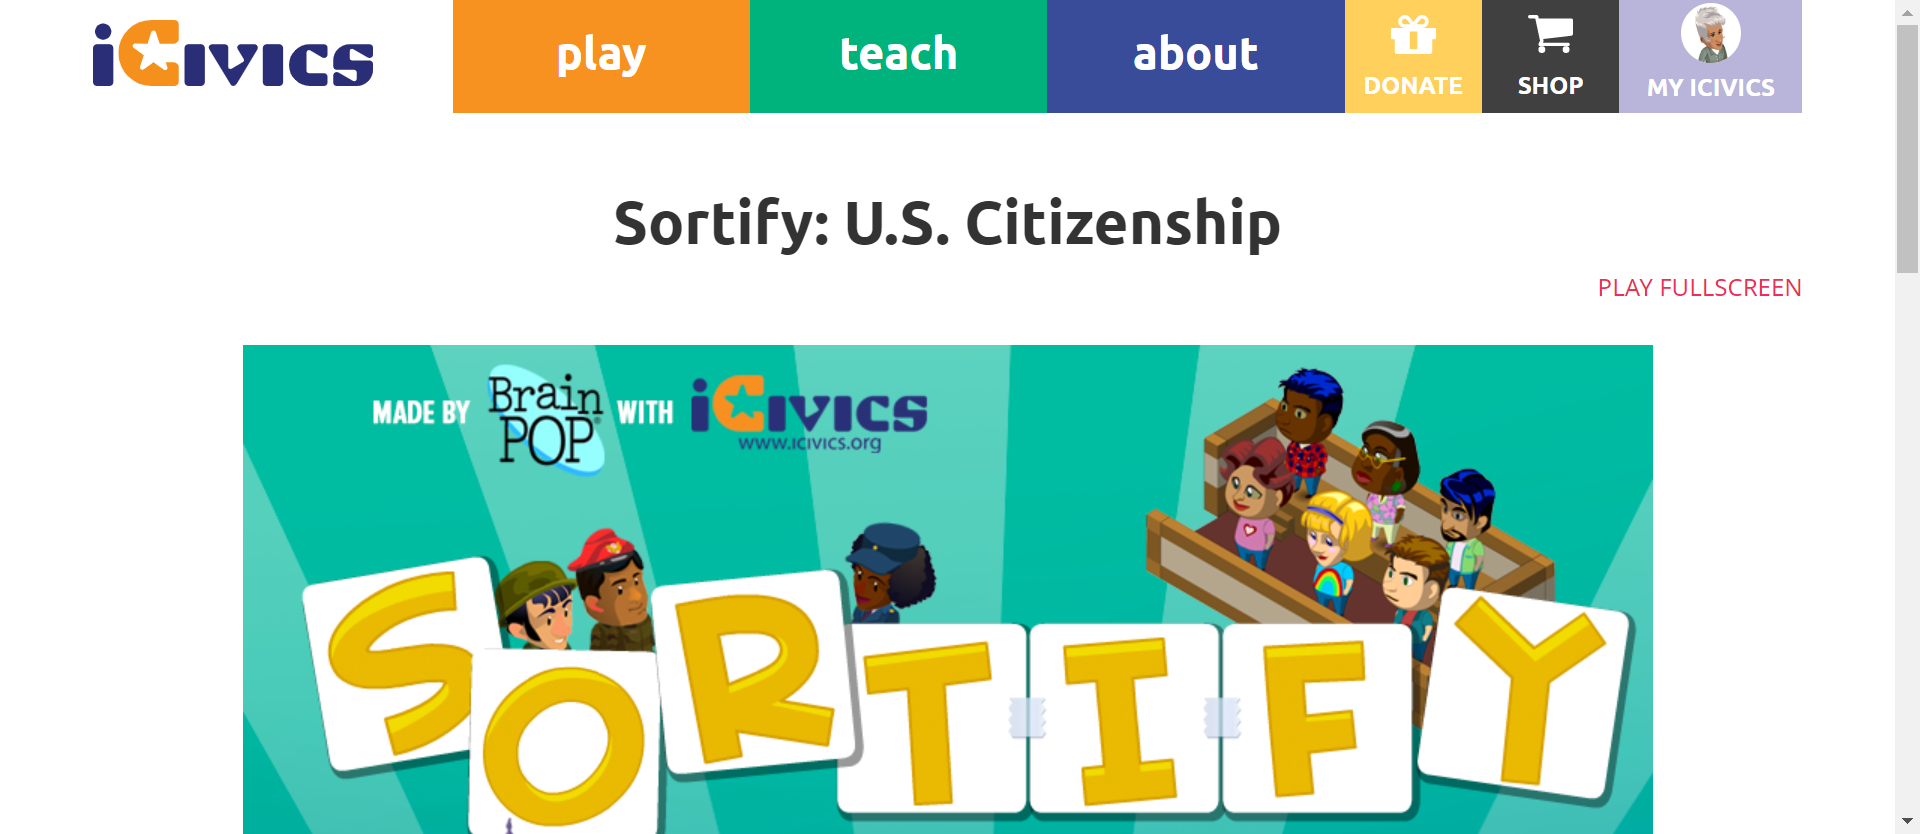 iCIVICS
play
teach
about
DONATE
SHOP
MY ICIVICS
Sortify: U.S. Citizenship
PLAY FULLSCREEN
MADE BY Brain POP® WITH iCIVICS
www.icivics.org
SORTIFY